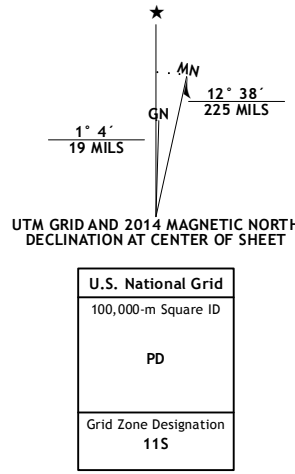 ★
MN
12° 38´
225 MILS
GN
1° 4´
19 MILS
UTM GRID AND 2014 MAGNETIC NORTH
DECLINATION AT CENTER OF SHEET
U.S. National Grid
100,000-m Square ID
PD
Grid Zone Designation
11S